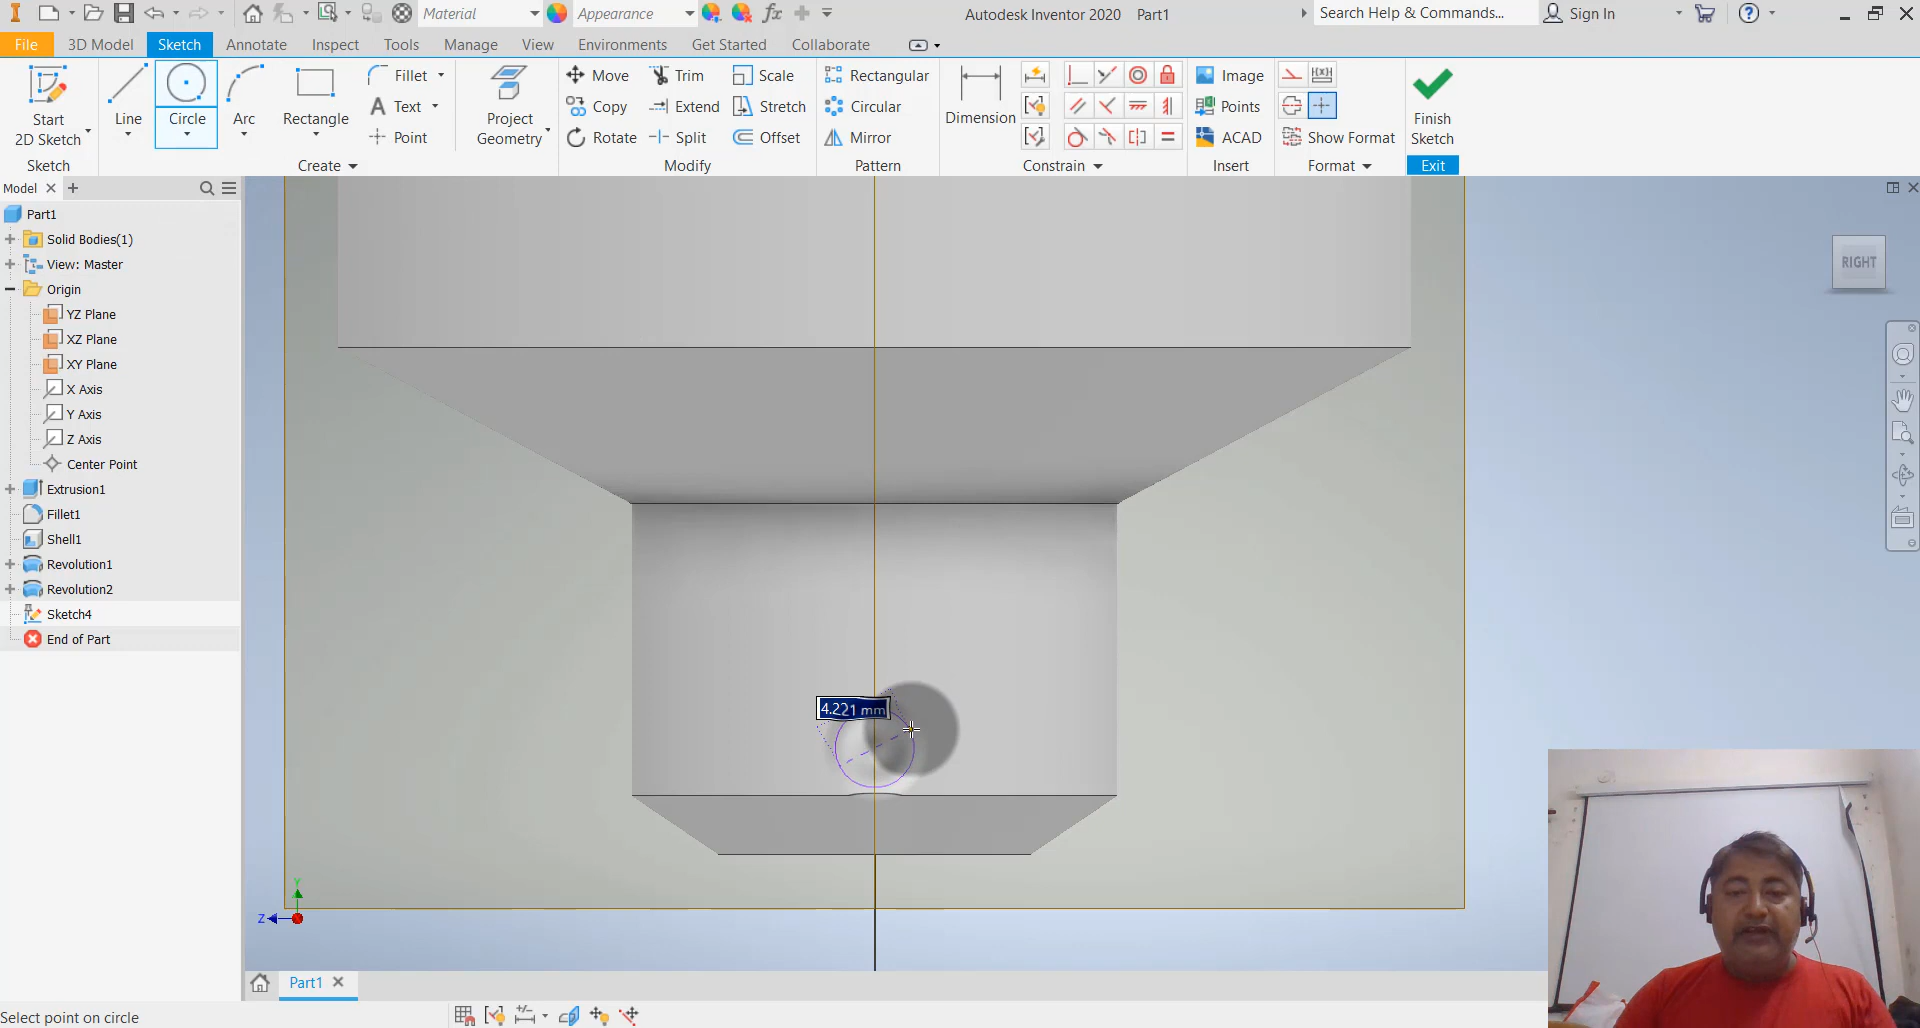 Material
Appearance
Autodesk Inventor 2020 Part1
Search Help & Commands...
Sign In
File
3D Model
Sketch
Annotate
Inspect
Tools
Manage
View
Environments
Get Started
Collaborate
Start
2D Sketch
Sketch
Line
Circle
Arc
Rectangle
Fillet
Text
Point
Create
Project
Geometry
Move
Copy
Rotate
Trim
Extend
Split
Scale
Stretch
Offset
Modify
Rectangular
Circular
Mirror
Pattern
Dimension
Constrain
Image
Points
ACAD
Insert
Show Format
Format
Finish
Sketch
Exit
Model
Part1
Solid Bodies(1)
View: Master
Origin
YZ Plane
XZ Plane
XY Plane
X Axis
Y Axis
Z Axis
Center Point
Extrusion1
Fillet1
Shell1
Revolution1
Revolution2
Sketch4
End of Part
RIGHT
4.221 mm
Y
Z
Part1
Select point on circle